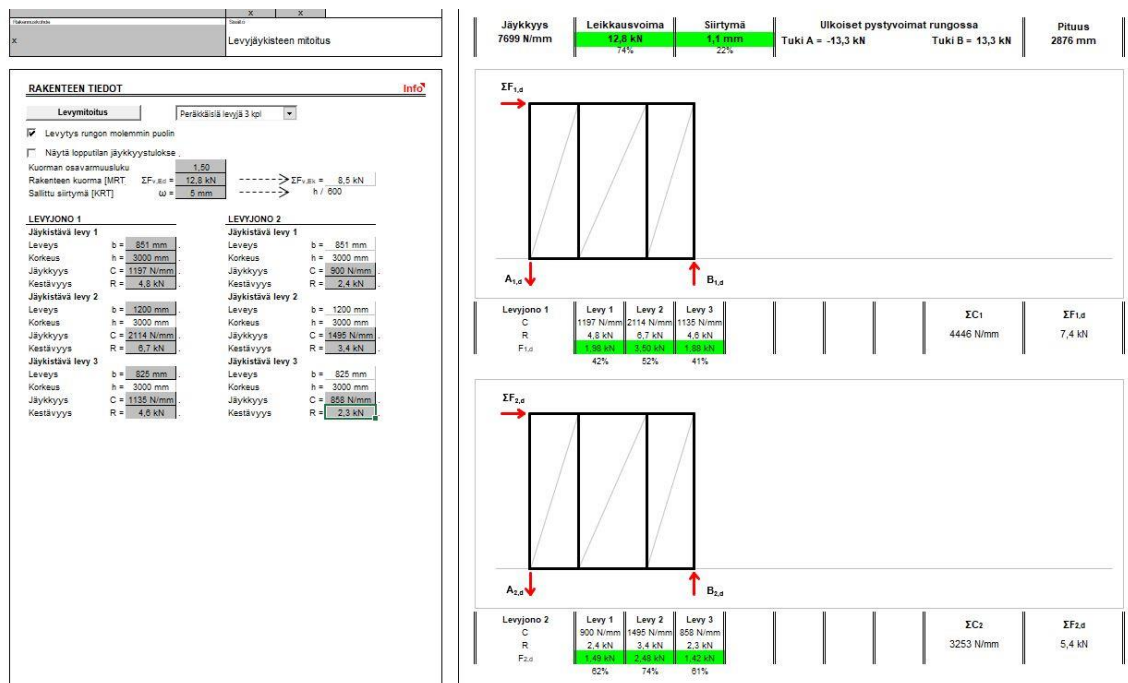 x x
Rakennuskohde Sisältö
x Levyjäykisteen mitoitus
RAKENTEEN TIEDOT Info
Levymitoitus Peräkkäisiä levyjä 3 kpl
Levytys rungon molemmin puolin
Näytä lopputilan jäykkyystulokse .
Kuorman osavarmuusluku 1,50
Rakenteen kuorma [MRT ΣFv,Ed = 12,8 kN -----> ΣFv,Ek = 8,5 kN
Sallittu siirtymä [KRT] ω = 5 mm -----> h / 600
LEVYJONO 1 LEVYJONO 2
Jäykistävä levy 1 Jäykistävä levy 1
Leveys b = 851 mm . Leveys b = 851 mm
Korkeus h = 3000 mm . Korkeus h = 3000 mm
Jäykkyys C = 1197 N/mm . Jäykkyys C = 900 N/mm .
Kestävyys R = 4,8 kN . Kestävyys R = 2,4 kN .
Jäykistävä levy 2 Jäykistävä levy 2
Leveys b = 1200 mm . Leveys b = 1200 mm
Korkeus h = 3000 mm Korkeus h = 3000 mm
Jäykkyys C = 2114 N/mm . Jäykkyys C = 1495 N/mm .
Kestävyys R = 6,7 kN . Kestävyys R = 3,4 kN .
Jäykistävä levy 3 Jäykistävä levy 3
Leveys b = 825 mm . Leveys b = 825 mm
Korkeus h = 3000 mm Korkeus h = 3000 mm
Jäykkyys C = 1135 N/mm . Jäykkyys C = 858 N/mm .
Kestävyys R = 4,6 kN . Kestävyys R = 2,3 kN .
Jäykkyys Leikkausvoima Siirtymä Ulkoiset pystyvoimat rungossa Pituus
7699 N/mm 12,8 kN 1,1 mm Tuki A = -13,3 kN Tuki B = 13,3 kN 2876 mm
74% 22%
ΣF1,d
A1,d B1,d
Levyjono 1 Levy 1 Levy 2 Levy 3 ΣC1 ΣF1,d
C 1197 N/mm 2114 N/mm 1135 N/mm 4446 N/mm 7,4 kN
R 4,8 kN 6,7 kN 4,6 kN
F1,d 1,98 kN 3,50 kN 1,88 kN
42% 52% 41%
ΣF2,d
A2,d B2,d
Levyjono 2 Levy 1 Levy 2 Levy 3 ΣC2 ΣF2,d
C 900 N/mm 1495 N/mm 858 N/mm 3253 N/mm 5,4 kN
R 2,4 kN 3,4 kN 2,3 kN
F2,d 1,49 kN 2,48 kN 1,42 kN
62% 74% 61%